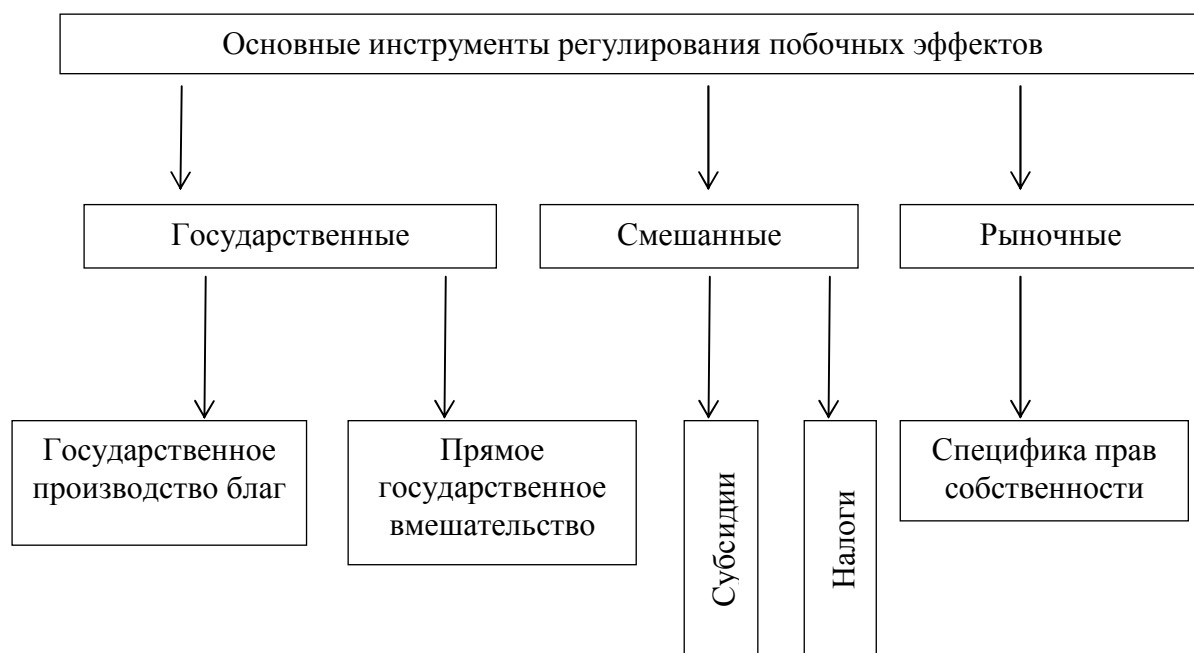 Основные инструменты регулирования побочных эффектов
Государственные
Смешанные
Рыночные
Государственное
производство благ
Прямое
государственное
вмешательство
Субсидии
Налоги
Специфика прав
собственности